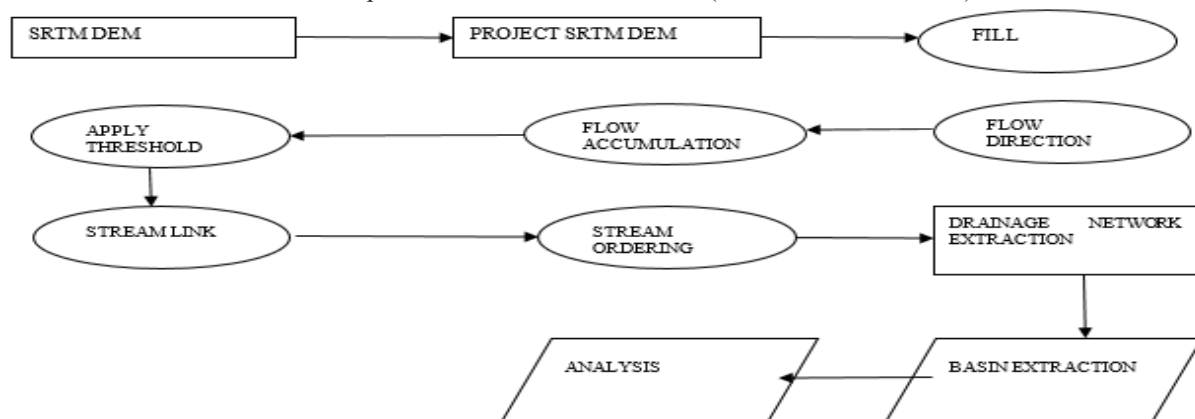 SRTM DEM
PROJECT SRTM DEM
FILL
APPLY
THRESHOLD
FLOW
ACCUMULATION
FLOW
DIRECTION
STREAM LINK
STREAM
ORDERING
DRAINAGE NETWORK
EXTRACTION
ANALYSIS
BASIN EXTRACTION